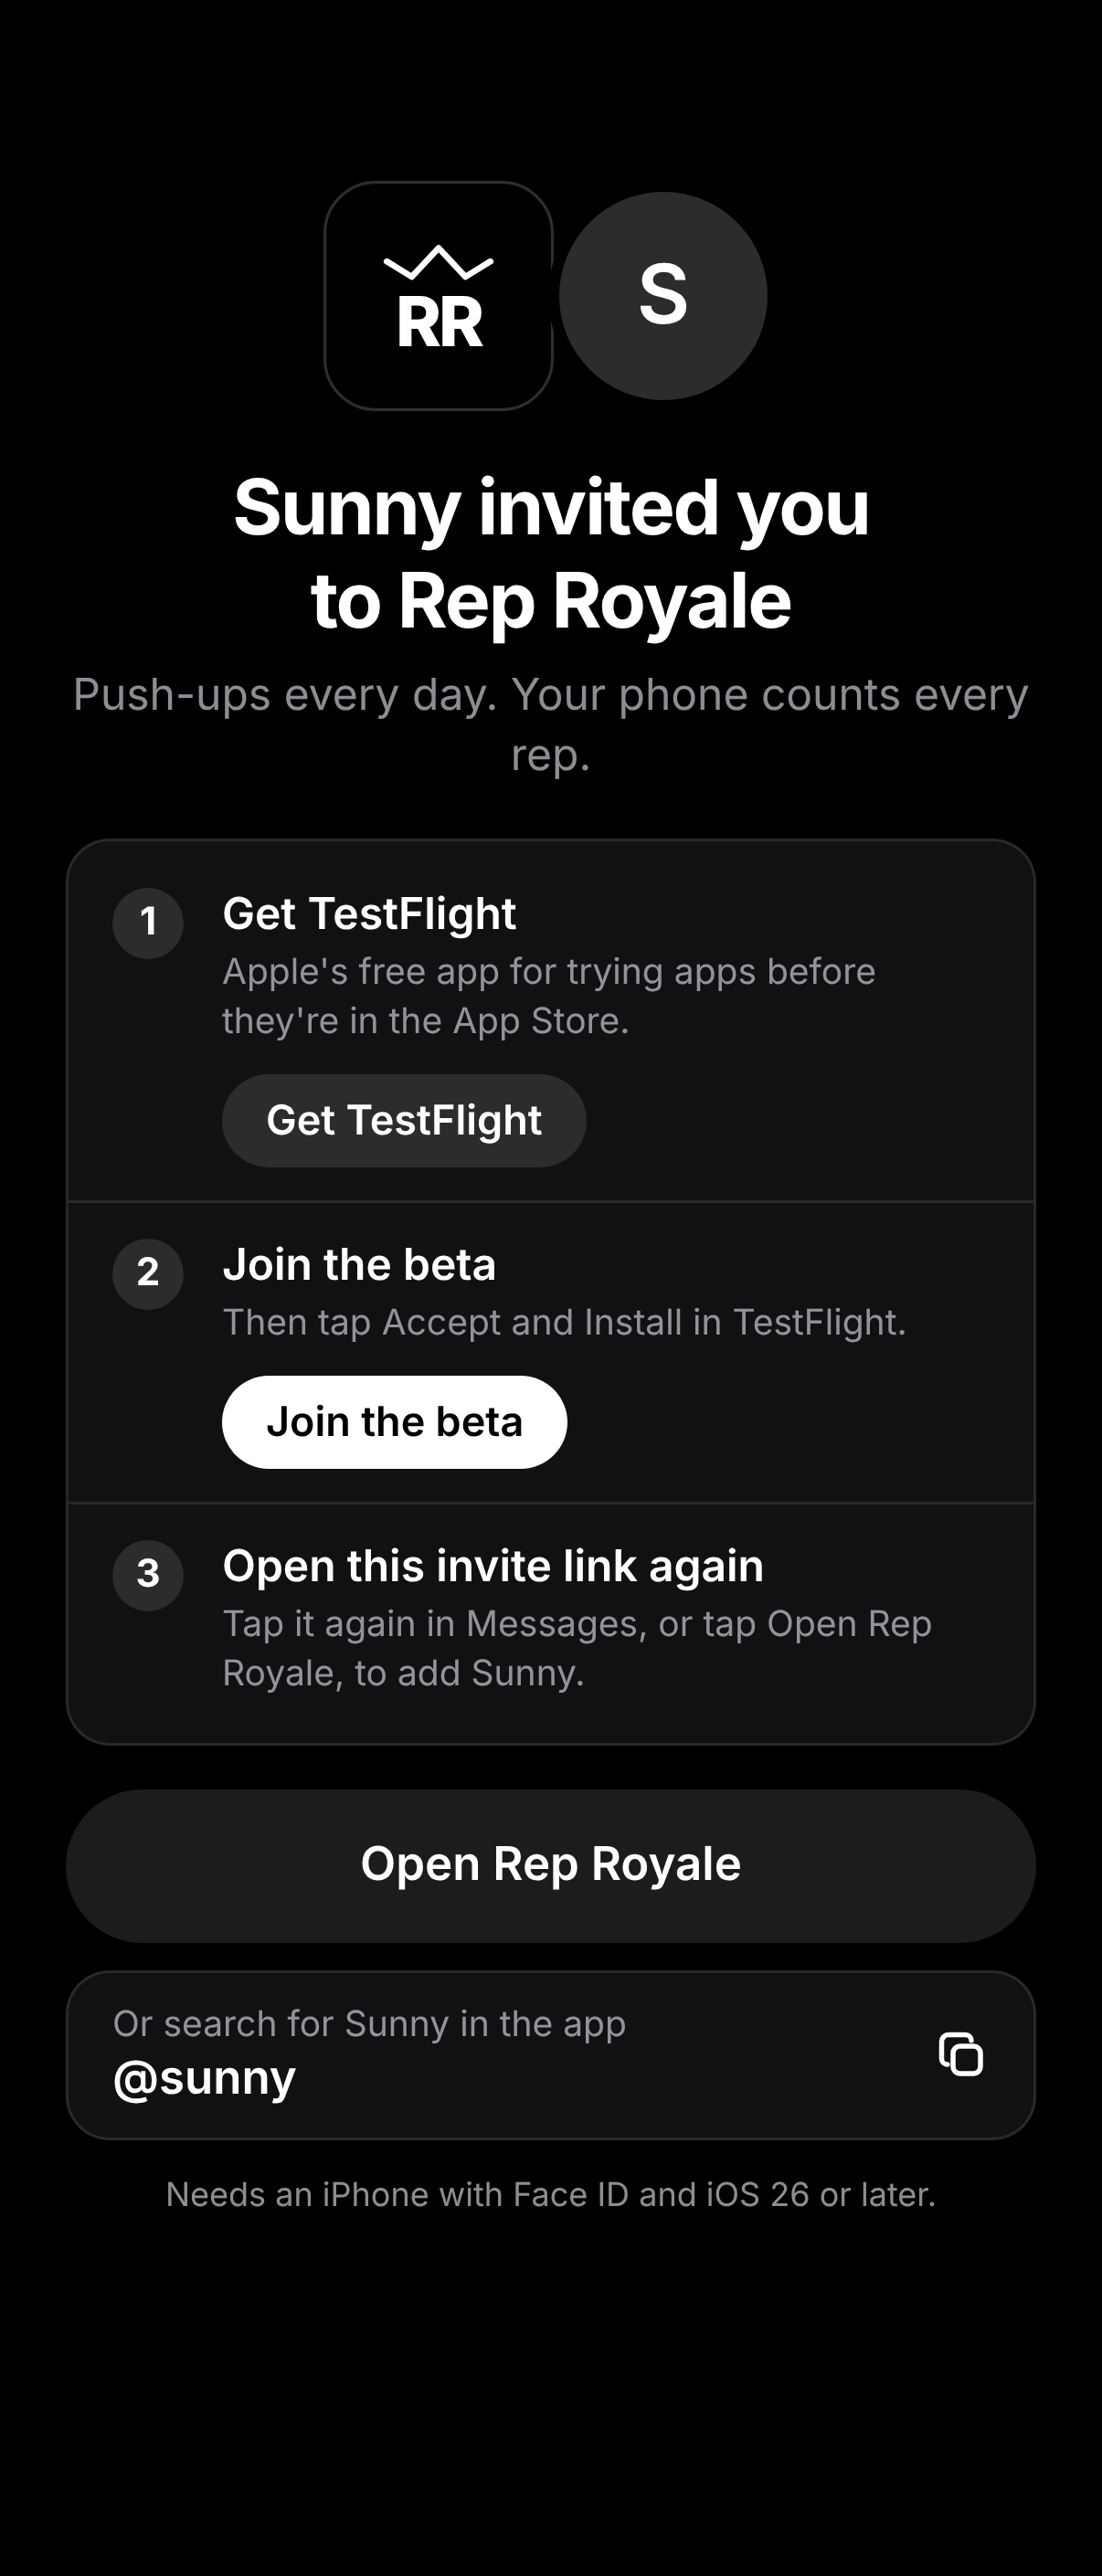 RR
S
Sunny invited you
to Rep Royale
Push-ups every day. Your phone counts every
rep.
1
Get TestFlight
Apple's free app for trying apps before
they're in the App Store.
Get TestFlight
2
Join the beta
Then tap Accept and Install in TestFlight.
Join the beta
3
Open this invite link again
Tap it again in Messages, or tap Open Rep
Royale, to add Sunny.
Open Rep Royale
Or search for Sunny in the app
@sunny
Needs an iPhone with Face ID and iOS 26 or later.